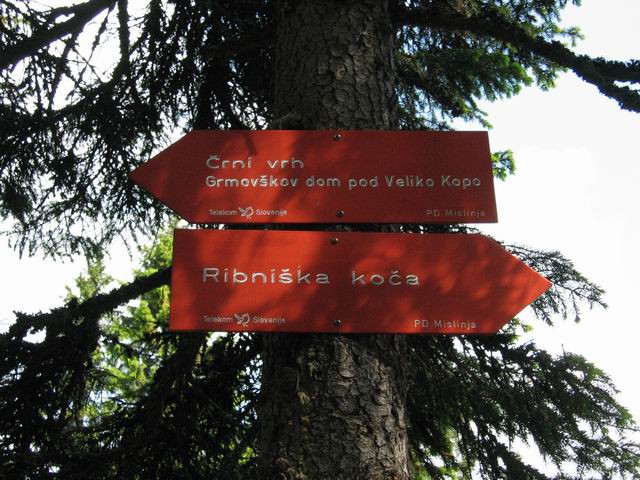 Črni vrh
Grmovškov dom pod Veliko Kopo
Telekom Slovenije PD Mislinja
Ribniška koča
Telekom Slovenije PD Mislinja